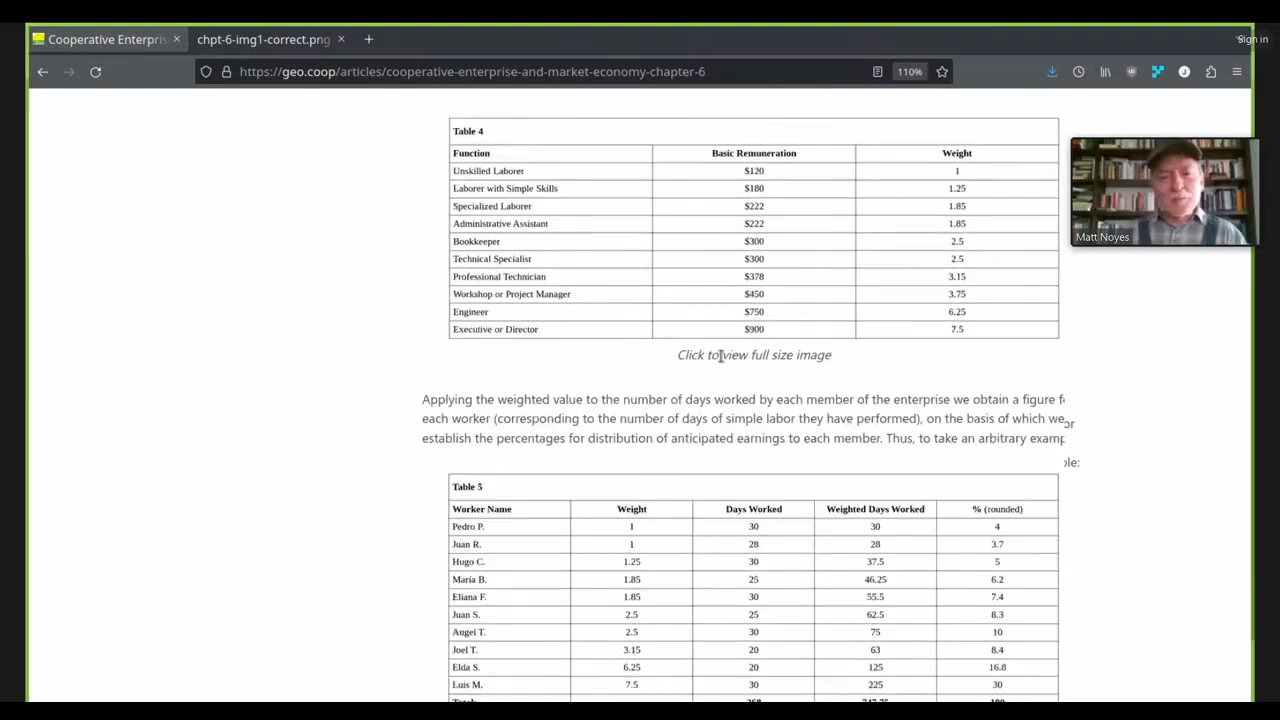 Cooperative Enterpris
chpt-6-img1-correct.png
Sign in
https://geo.coop/articles/cooperative-enterprise-and-market-economy-chapter-6
110%
Table 4
Function Basic Remuneration Weight
Unskilled Laborer $120 1
Laborer with Simple Skills $180 1.25
Specialized Laborer $222 1.85
Administrative Assistant $222 1.85
Bookkeeper $300 2.5
Technical Specialist $300 2.5
Professional Technician $378 3.15
Workshop or Project Manager $450 3.75
Engineer $750 6.25
Executive or Director $900 7.5
Matt Noyes
Click to view full size image
Applying the weighted value to the number of days worked by each member of the enterprise we obtain a figure f
each worker (corresponding to the number of days of simple labor they have performed), on the basis of which we or
establish the percentages for distribution of anticipated earnings to each member. Thus, to take an arbitrary examp
ple:
Table 5
Worker Name Weight Days Worked Weighted Days Worked % (rounded)
Pedro P. 1 30 30 4
Juan R. 1 28 28 3.7
Hugo C. 1.25 30 37.5 5
María B. 1.85 25 46.25 6.2
Eliana F. 1.85 30 55.5 7.4
Juan S. 2.5 25 62.5 8.3
Angel T. 2.5 30 75 10
Joel T. 3.15 20 63 8.4
Elda S. 6.25 20 125 16.8
Luis M. 7.5 30 225 30
268 747.75 100